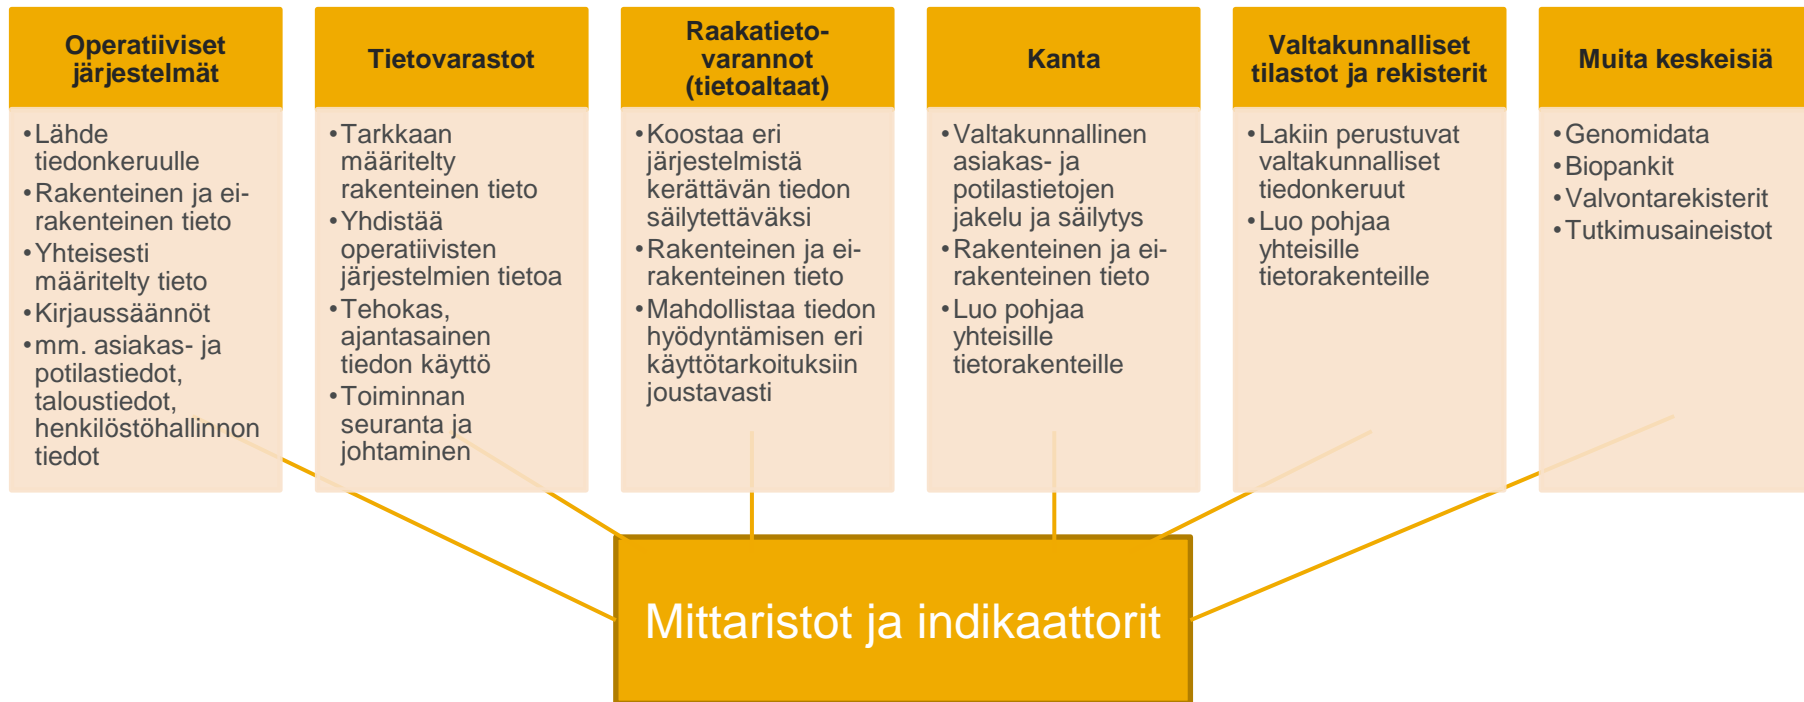 Operatiiviset
järjestelmät
•Lähde
tiedonkeruulle
•Rakenteinen ja ei-
rakenteinen tieto
•Yhteisesti
määritelty tieto
•Kirjaussäännöt
•mm. asiakas- ja
potilastiedot,
taloustiedot,
henkilöstöhallinnon
tiedot
Tietovarastot
•Tarkkaan
määritelty
rakenteinen tieto
•Yhdistää
operatiivisten
järjestelmien tietoa
•Tehokas,
ajantasainen
tiedon käyttö
•Toiminnan
seuranta ja
johtaminen
Raakatieto-
varannot
(tietoaltaat)
•Koostaa eri
järjestelmistä
kerättävän tiedon
säilytettäväksi
•Rakenteinen ja ei-
rakenteinen tieto
•Mahdollistaa tiedon
hyödyntämisen eri
käyttötarkoituksiin
joustavasti
Kanta
•Valtakunnallinen
asiakas- ja
potilastietojen
jakelu ja säilytys
•Rakenteinen ja ei-
rakenteinen tieto
•Luo pohjaa
yhteisille
tietorakenteille
Valtakunnalliset
tilastot ja rekisterit
•Lakiin perustuvat
valtakunnalliset
tiedonkeruut
•Luo pohjaa
yhteisille
tietorakenteille
Muita keskeisiä
•Genomidata
•Biopankit
•Valvontarekisterit
•Tutkimusaineistot
Mittaristot ja indikaattorit